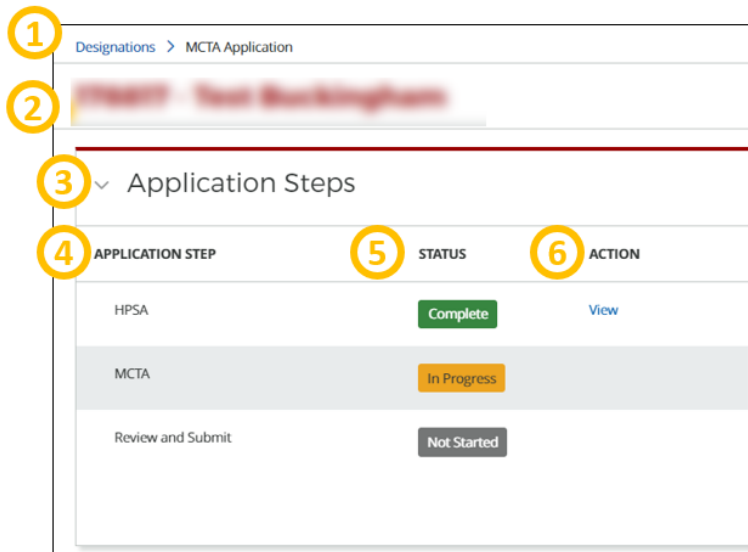 1 Designations > MCTA Application
2
3 Application Steps
4 APPLICATION STEP 5 STATUS 6 ACTION
HPSA Complete View
MCTA In Progress
Review and Submit Not Started